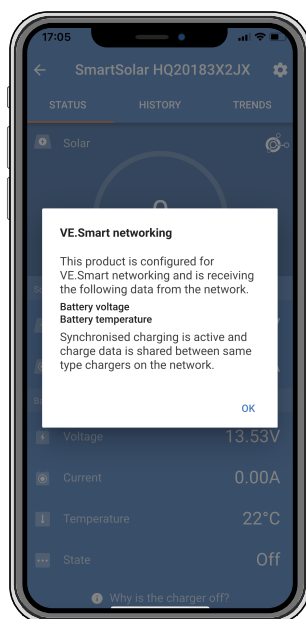 17:05
SmartSolar HQ20183X2JX
STATUS HISTORY TRENDS
Solar
VE.Smart networking
This product is configured for
VE.Smart networking and is receiving
the following data from the network.
Battery voltage
Battery temperature
Synchronised charging is active and
charge data is shared between same
type chargers on the network.
OK
Voltage 13.53V
Current 0.00A
Temperature 22°C
State Off
Why is the charger off?